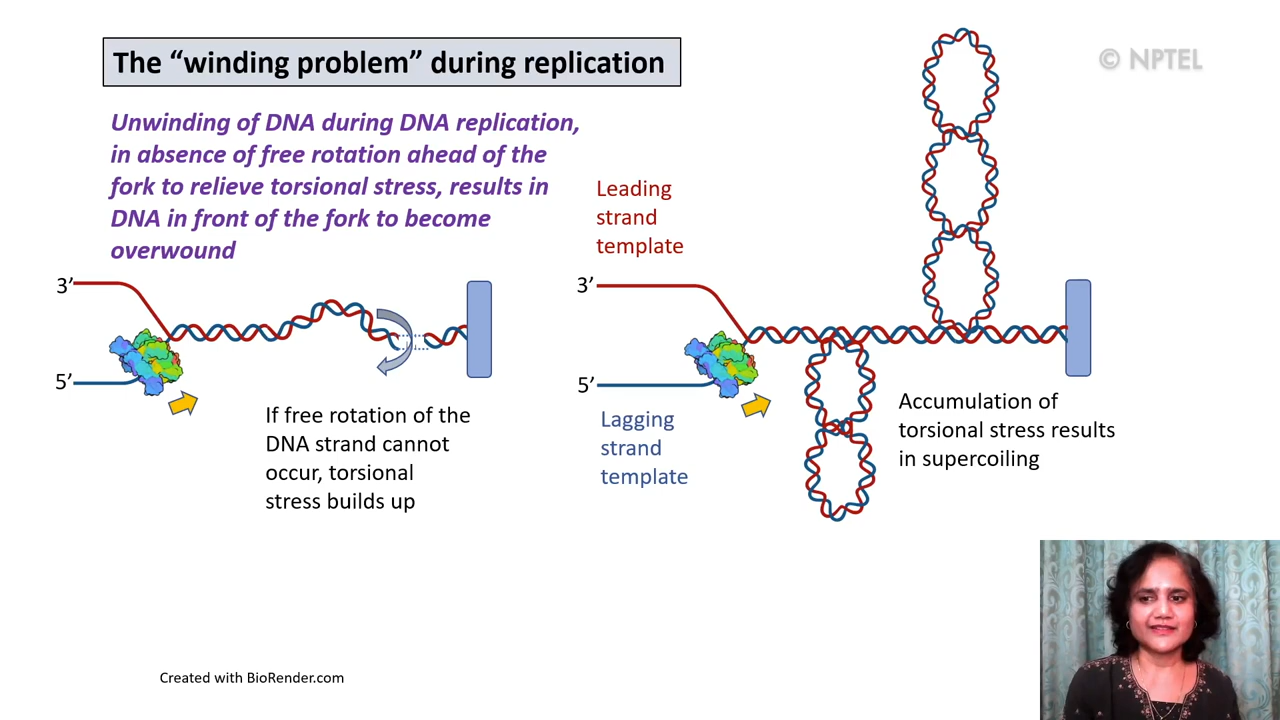 The “winding problem” during replication
© NPTEL
Unwinding of DNA during DNA replication,
in absence of free rotation ahead of the
fork to relieve torsional stress, results in
DNA in front of the fork to become
overwound
3’
5’
If free rotation of the
DNA strand cannot
occur, torsional
stress builds up
Leading
strand
template
3’
5’
Lagging
strand
template
Accumulation of
torsional stress results
in supercoiling
Created with BioRender.com